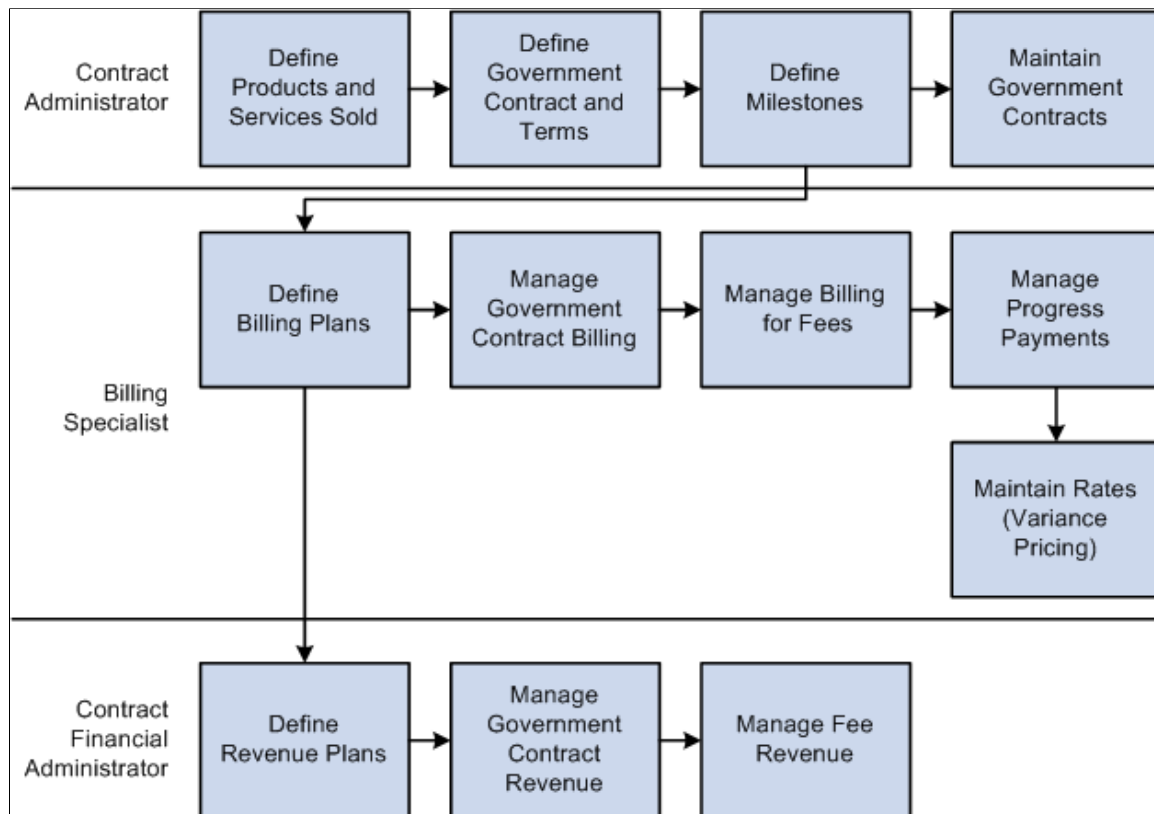 Contract
Administrator
Define
Products and
Services Sold
Define
Government
Contract and
Terms
Define
Milestones
Maintain
Government
Contracts
Billing
Specialist
Define
Billing Plans
Manage
Government
Contract Billing
Manage Billing
for Fees
Manage
Progress
Payments
Maintain Rates
(Variance
Pricing)
Contract
Financial
Administrator
Define
Revenue Plans
Manage
Government
Contract
Revenue
Manage Fee
Revenue